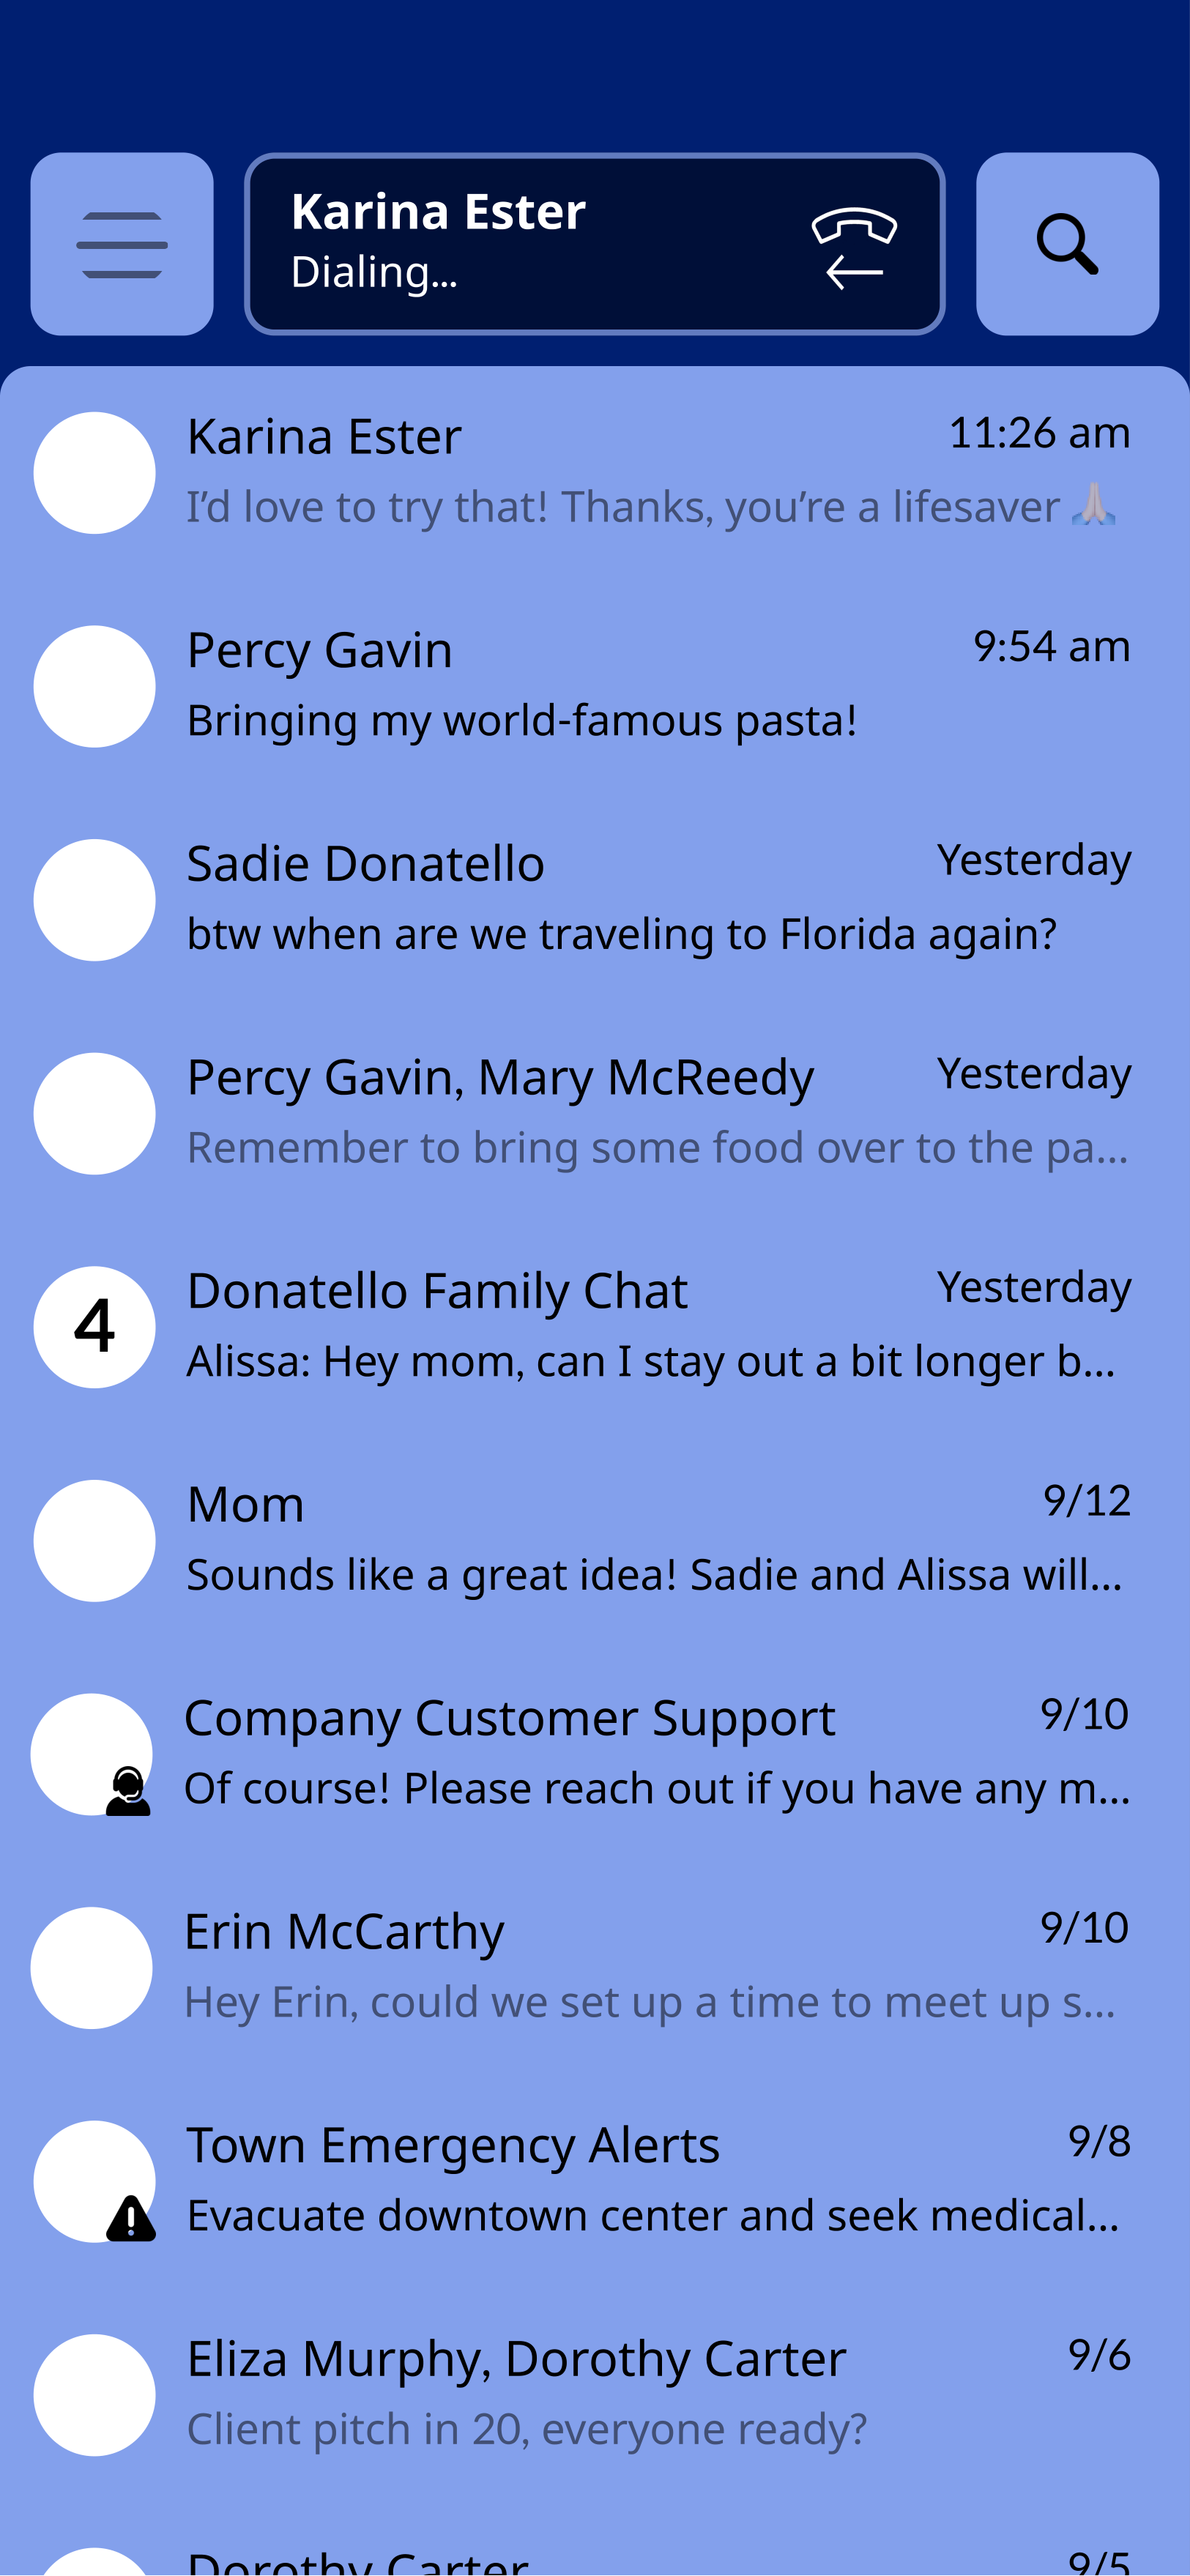 Karina Ester
Dialing...
Karina Ester 11:26 am
I’d love to try that! Thanks, you’re a lifesaver 🙏🏻
Percy Gavin 9:54 am
Bringing my world-famous pasta!
Sadie Donatello Yesterday
btw when are we traveling to Florida again?
Percy Gavin, Mary McReedy Yesterday
Remember to bring some food over to the pa...
4 Donatello Family Chat Yesterday
Alissa: Hey mom, can I stay out a bit longer b...
Mom 9/12
Sounds like a great idea! Sadie and Alissa will...
Company Customer Support 9/10
Of course! Please reach out if you have any m...
Erin McCarthy 9/10
Hey Erin, could we set up a time to meet up s...
Town Emergency Alerts 9/8
Evacuate downtown center and seek medical...
Eliza Murphy, Dorothy Carter 9/6
Client pitch in 20, everyone ready?
Dorothy Carter 9/5